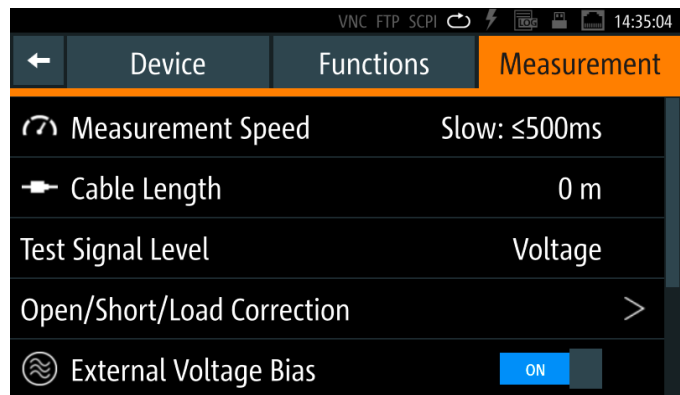 VNC FTP SCPI LOG 14:35:04
Device Functions Measurement
Measurement Speed Slow: ≤500ms
Cable Length 0 m
Test Signal Level Voltage
Open/Short/Load Correction >
External Voltage Bias ON